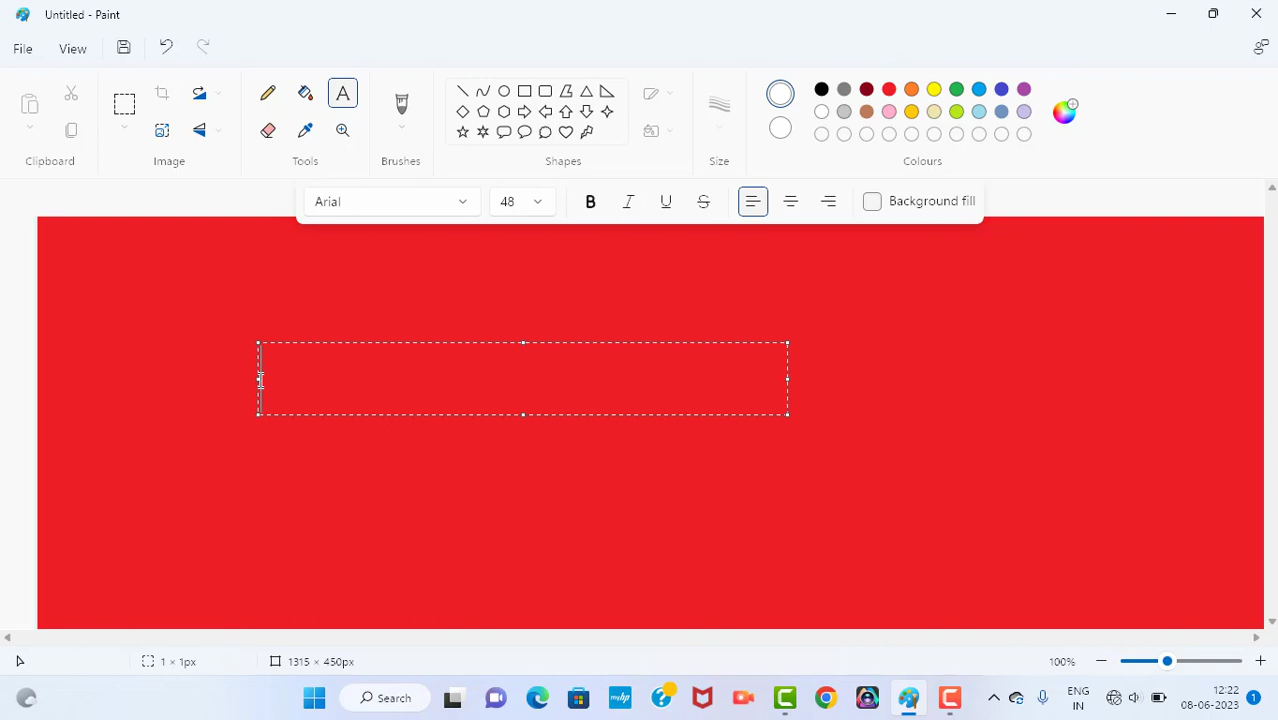 Untitled - Paint
File View
Clipboard Image Tools Brushes Shapes Size Colours
Arial 48 B I U Background fill
1 × 1px 1315 × 450px 100%
Search myhp ENG 12:22
IN 08-06-2023 1